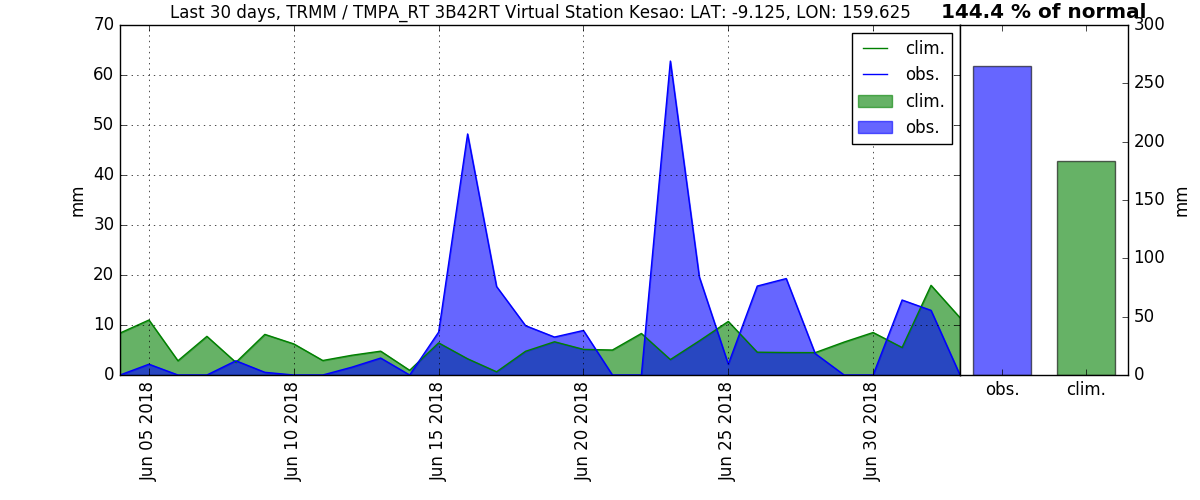 Last 30 days, TRMM / TMPA_RT 3B42RT Virtual Station Kesao: LAT: -9.125, LON: 159.625
144.4 % of normal
70
60
50
40
30
20
10
0
mm
clim.
obs.
clim.
obs.
Jun 05 2018
Jun 10 2018
Jun 15 2018
Jun 20 2018
Jun 25 2018
Jun 30 2018
300
250
200
150
100
50
0
mm
obs.
clim.